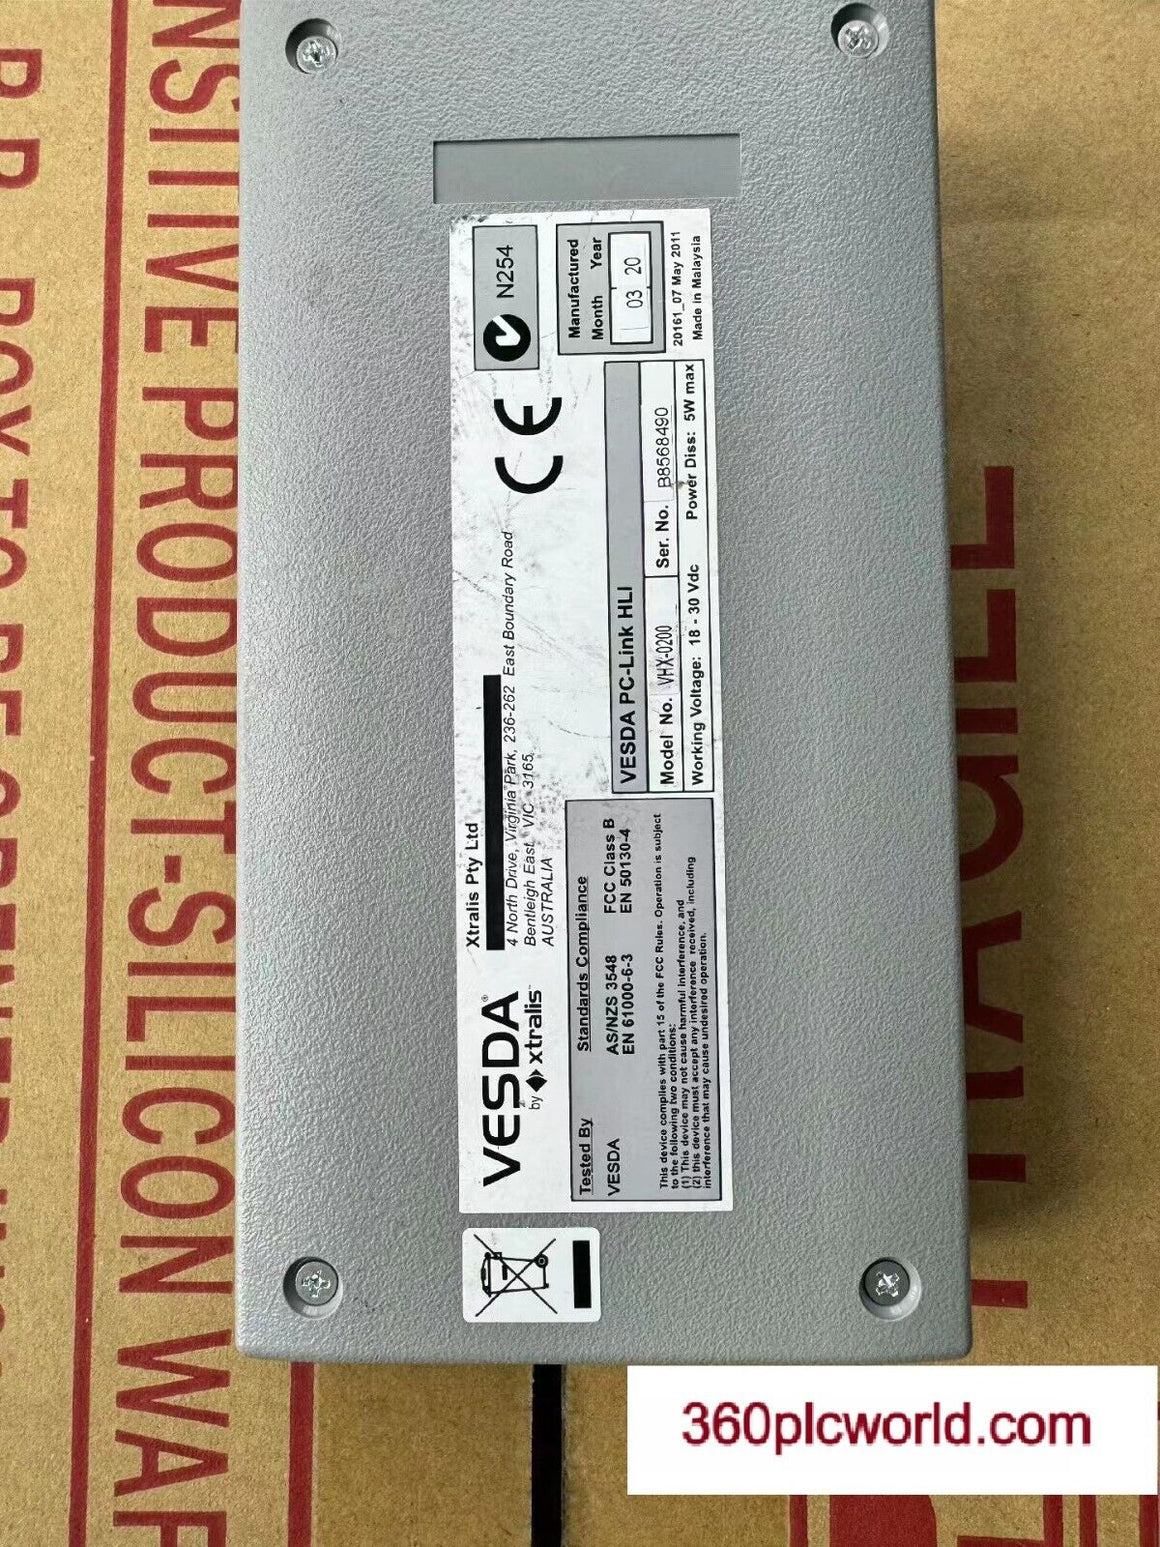 VESDA®
by xtralis™
Xtralis Pty Ltd
4 North Drive, Virginia Park, 236-262 East Boundary Road
Bentleigh East, VIC 3165,
AUSTRALIA
CE
N254
Tested By
VESDA
Standards Compliance
AS/NZS 3548 FCC Class B
EN 61000-6-3 EN 50130-4
This device complies with part 15 of the FCC Rules. Operation is subject
to the following two conditions:
(1) This device may not cause harmful interference, and
(2) this device must accept any interference received, including
interference that may cause undesired operation.
VESDA PC-Link HLI
Model No. VHX-0200 Ser. No. B8568490
Working Voltage: 18 - 30 Vdc Power Diss: 5W max
Manufactured
Month Year
03 20
20161_07 May 2011
Made in Malaysia
NSITIVE PRODUCT-SILICON WAF
360plcworld.com